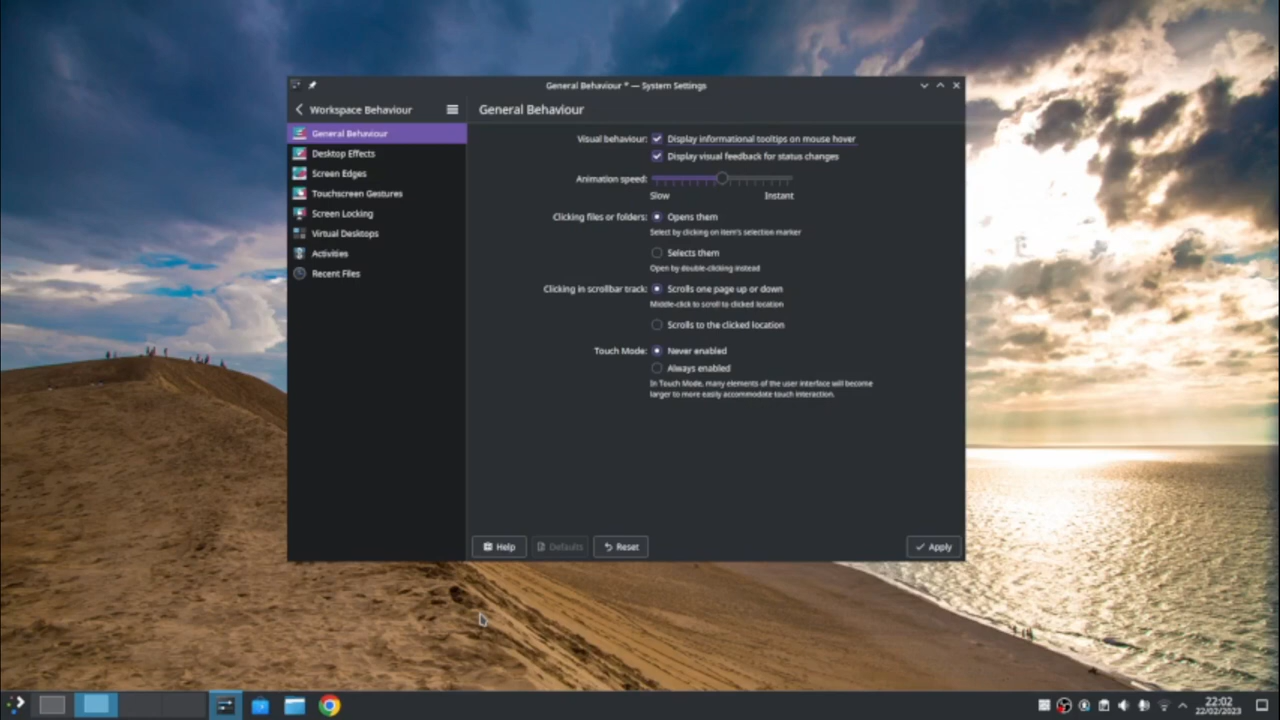 General Behaviour * — System Settings
Workspace Behaviour
General Behaviour
General Behaviour
Desktop Effects
Screen Edges
Touchscreen Gestures
Screen Locking
Virtual Desktops
Activities
Recent Files
Visual behaviour: Display informational tooltips on mouse hover
Display visual feedback for status changes
Animation speed:
Slow Instant
Clicking files or folders: Opens them
Select by clicking on item's selection marker
Selects them
Open by double-clicking instead
Clicking in scrollbar track: Scrolls one page up or down
Middle-click to scroll to clicked location
Scrolls to the clicked location
Touch Mode: Never enabled
Always enabled
In Touch Mode, many elements of the user interface will become
larger to more easily accommodate touch interaction.
Help Defaults Reset Apply
22:02
22/02/2023